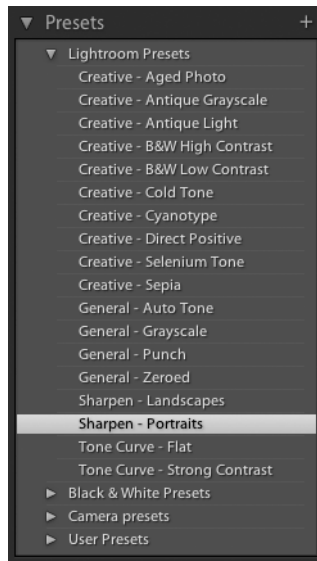 Presets +
Lightroom Presets
Creative - Aged Photo
Creative - Antique Grayscale
Creative - Antique Light
Creative - B&W High Contrast
Creative - B&W Low Contrast
Creative - Cold Tone
Creative - Cyanotype
Creative - Direct Positive
Creative - Selenium Tone
Creative - Sepia
General - Auto Tone
General - Grayscale
General - Punch
General - Zeroed
Sharpen - Landscapes
Sharpen - Portraits
Tone Curve - Flat
Tone Curve - Strong Contrast
Black & White Presets
Camera presets
User Presets